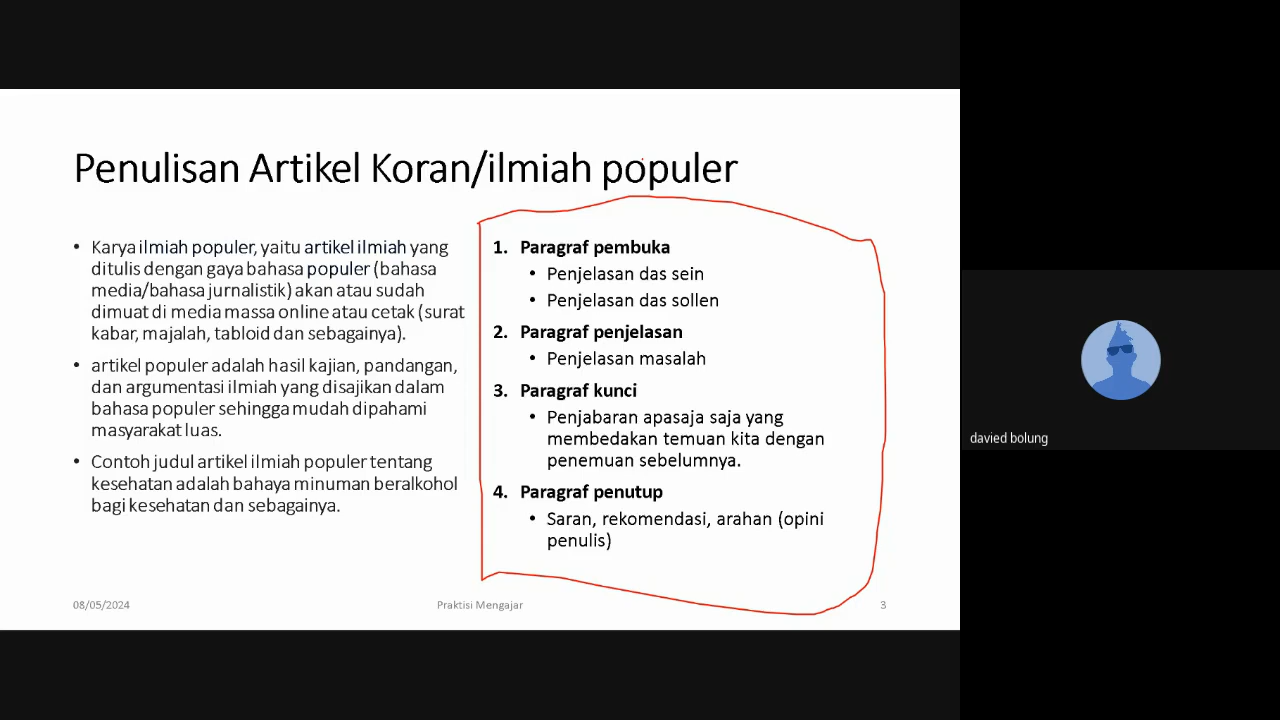 Penulisan Artikel Koran/ilmiah populer
• Karya ilmiah populer, yaitu artikel ilmiah yang
ditulis dengan gaya bahasa populer (bahasa
media/bahasa jurnalistik) akan atau sudah
dimuat di media massa online atau cetak (surat
kabar, majalah, tabloid dan sebagainya).
• artikel populer adalah hasil kajian, pandangan,
dan argumentasi ilmiah yang disajikan dalam
bahasa populer sehingga mudah dipahami
masyarakat luas.
• Contoh judul artikel ilmiah populer tentang
kesehatan adalah bahaya minuman beralkohol
bagi kesehatan dan sebagainya.
1. Paragraf pembuka
• Penjelasan das sein
• Penjelasan das sollen
2. Paragraf penjelasan
• Penjelasan masalah
3. Paragraf kunci
• Penjabaran apasaja saja yang
membedakan temuan kita dengan
penemuan sebelumnya.
4. Paragraf penutup
• Saran, rekomendasi, arahan (opini
penulis)
08/05/2024
Praktisi Mengajar
3
davied bolung